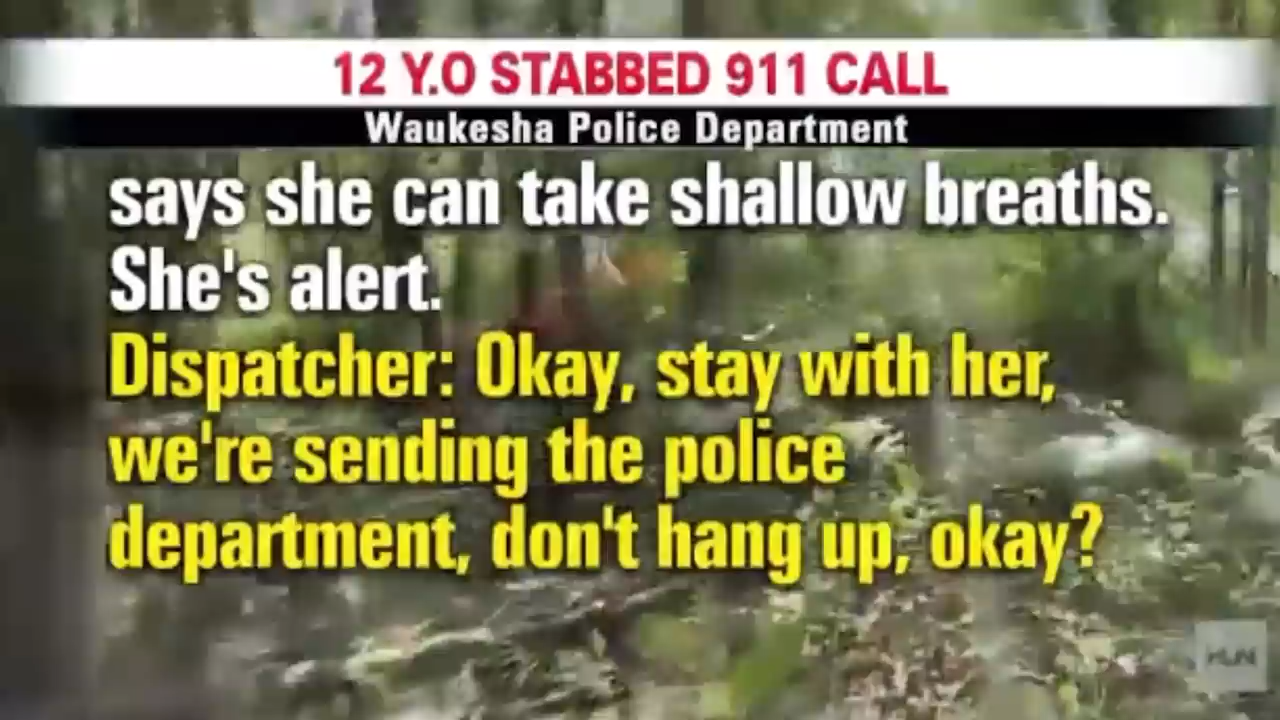 12 Y.O STABBED 911 CALL
Waukesha Police Department
says she can take shallow breaths.
She's alert.
Dispatcher: Okay, stay with her,
we're sending the police
department, don't hang up, okay?
HLN